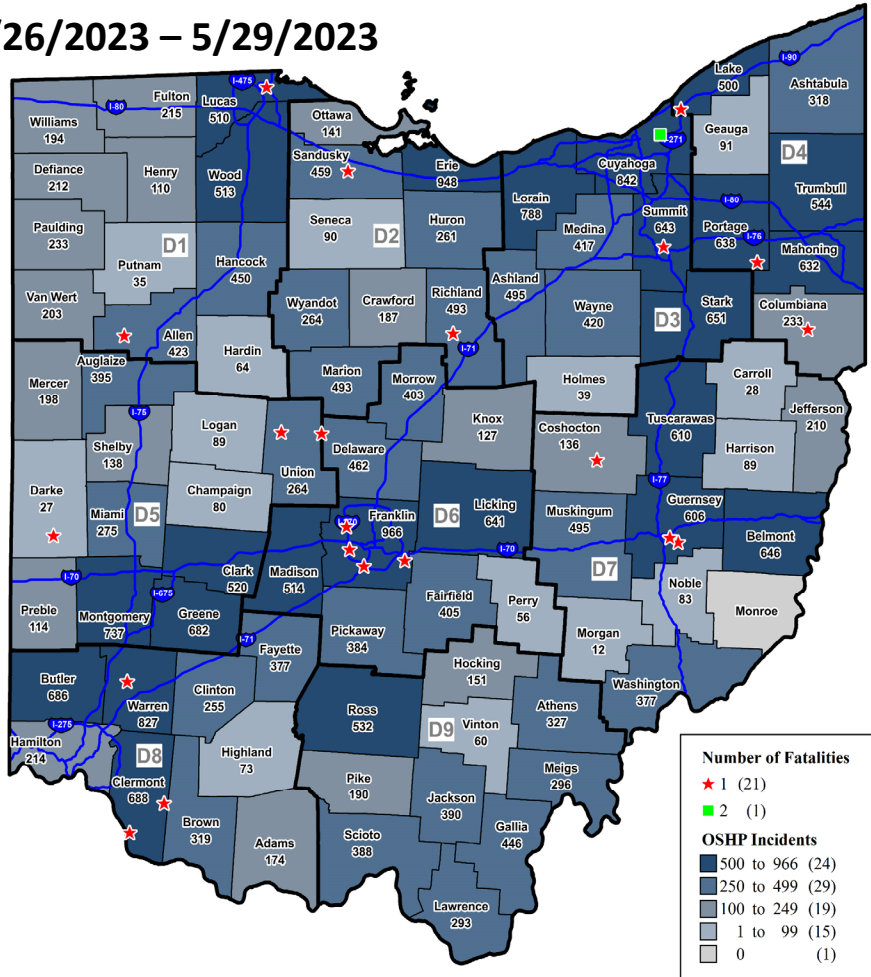 /26/2023 – 5/29/2023
I-90
Lake
500
Ashtabula
318
I-475
Fulton
215
Lucas
510
I-80
Williams
194
Ottawa
141
Geauga
91
I-271
D4
Defiance
212
Henry
110
Wood
513
Sandusky
459
Erie
948
Cuyahoga
842
Lorain
788
Trumbull
544
I-80
Paulding
233
D1
Putnam
35
Hancock
450
Seneca
90
D2
Huron
261
Medina
417
Summit
643
Portage
638
I-76
Mahoning
632
Van Wert
203
Allen
423
Wyandot
264
Crawford
187
Richland
493
Ashland
495
Wayne
420
D3
Stark
651
Columbiana
233
I-71
Mercer
198
Auglaize
395
Hardin
64
Marion
493
Morrow
403
Holmes
39
Carroll
28
I-75
Logan
89
Knox
127
Coshocton
136
Tuscarawas
610
Jefferson
210
Shelby
138
Union
264
Delaware
462
Harrison
89
Darke
27
Miami
275
D5
Champaign
80
I-270
Franklin
966
D6
Licking
641
Muskingum
495
I-77
Guernsey
606
Belmont
646
I-70
Clark
520
Madison
514
I-70
D7
Preble
114
Montgomery
737
I-675
Greene
682
Fairfield
405
Perry
56
Noble
83
Monroe
I-71
Fayette
377
Pickaway
384
Morgan
12
Butler
686
Warren
827
Clinton
255
Hocking
151
Washington
377
I-275
Hamilton
214
D8
Ross
532
D9
Vinton
60
Athens
327
Highland
73
Clermont
688
Pike
190
Meigs
296
Brown
319
Jackson
390
Adams
174
Scioto
388
Gallia
446
Lawrence
293
Number of Fatalities
1 (21)
2 (1)
OSHP Incidents
500 to 966 (24)
250 to 499 (29)
100 to 249 (19)
1 to 99 (15)
0 (1)